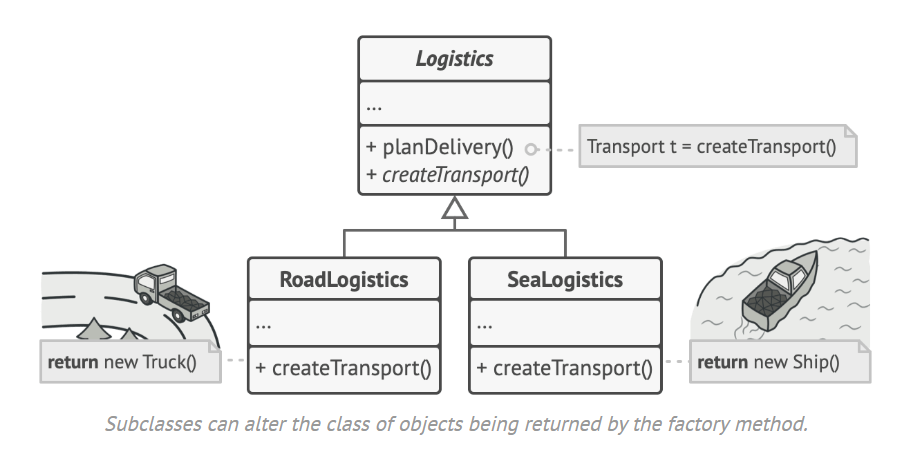 Logistics
...
+ planDelivery()
+ createTransport()
Transport t = createTransport()
RoadLogistics
...
+ createTransport()
SeaLogistics
...
+ createTransport()
return new Truck()
return new Ship()
Subclasses can alter the class of objects being returned by the factory method.